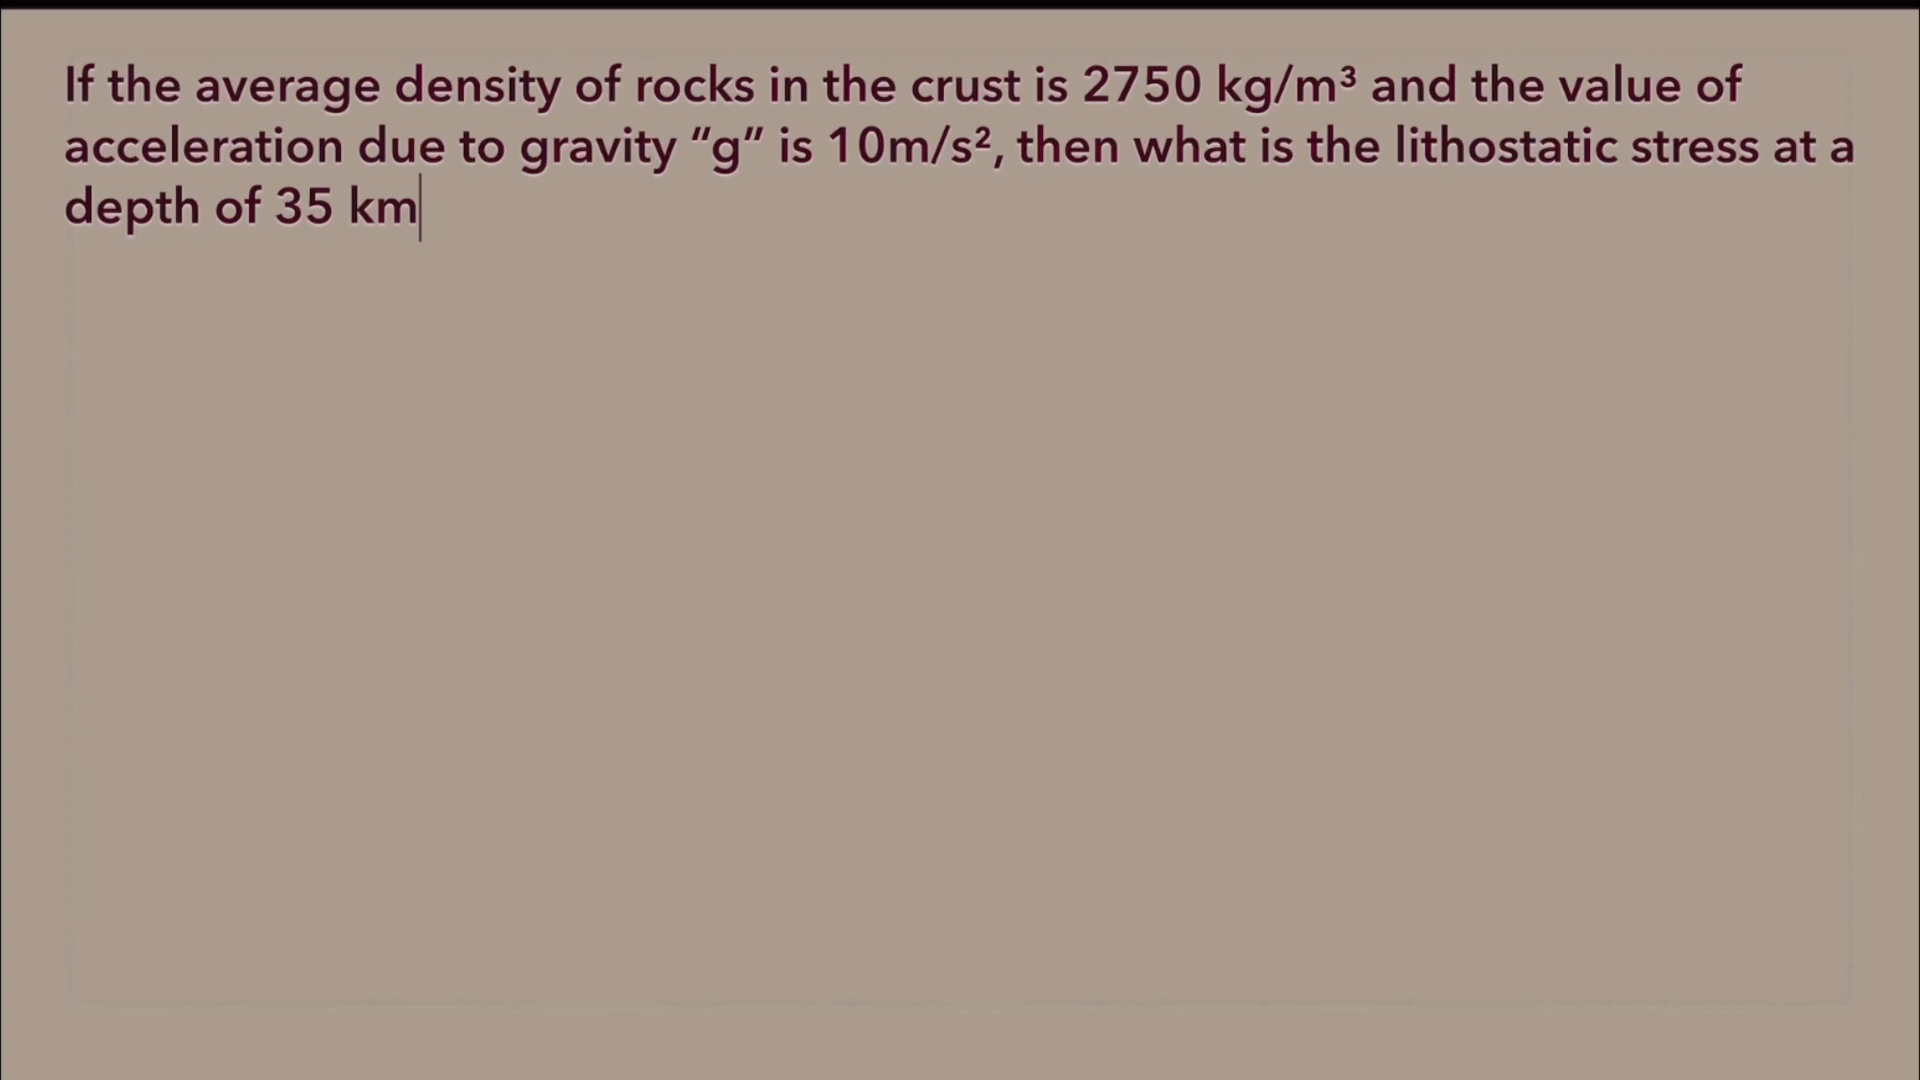 If the average density of rocks in the crust is 2750 kg/m³ and the value of
acceleration due to gravity “g” is 10m/s², then what is the lithostatic stress at a
depth of 35 km